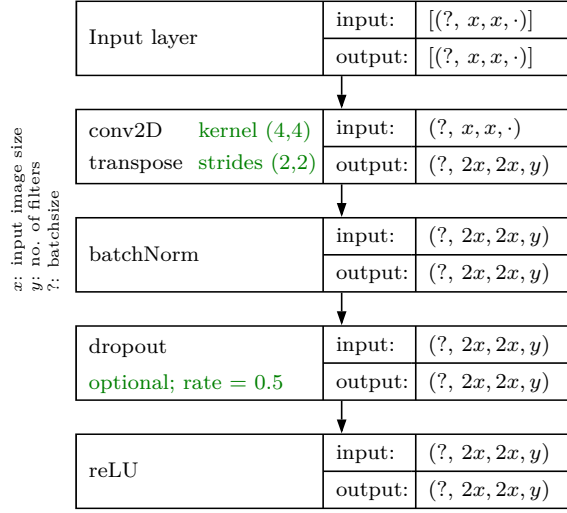 Input layer
input: [(?, x, x, ·)]
output: [(?, x, x, ·)]
conv2D kernel (4,4)
transpose strides (2,2)
input: (?, x, x, ·)
output: (?, 2x, 2x, y)
batchNorm
input: (?, 2x, 2x, y)
output: (?, 2x, 2x, y)
dropout
optional; rate = 0.5
input: (?, 2x, 2x, y)
output: (?, 2x, 2x, y)
reLU
input: (?, 2x, 2x, y)
output: (?, 2x, 2x, y)
x: input image size
y: no. of filters
?: batchsize